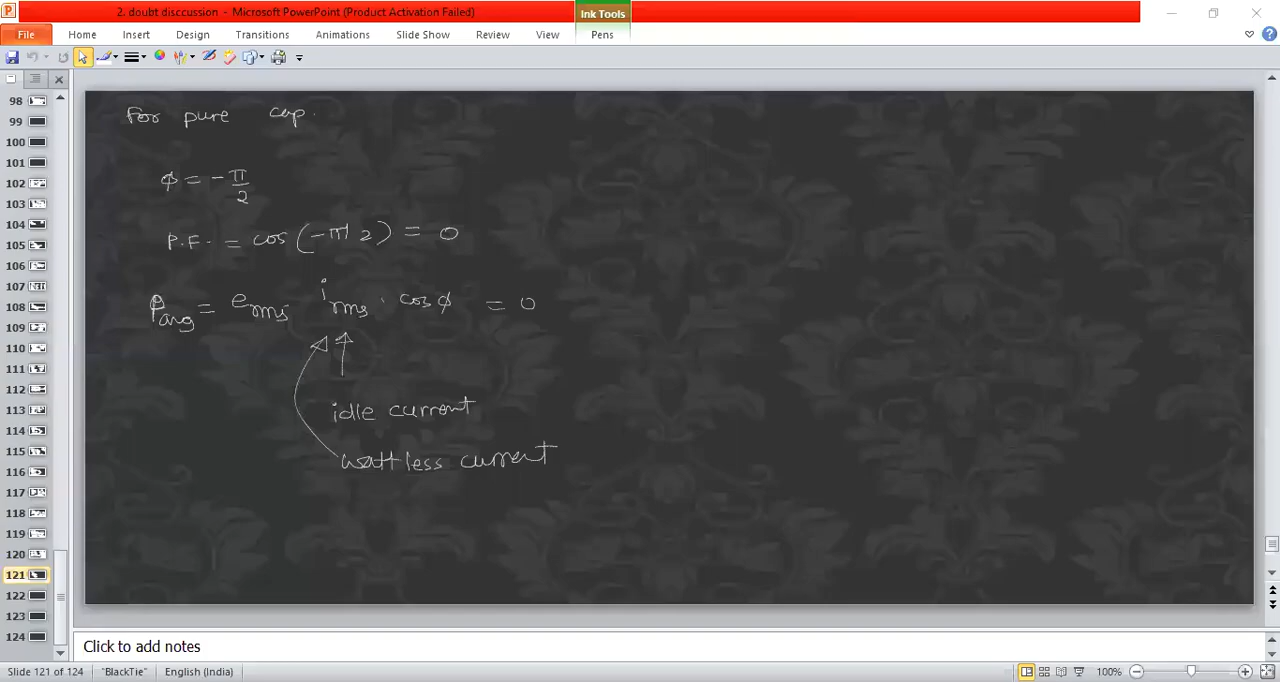 2. doubt disccussion - Microsoft PowerPoint (Product Activation Failed)
Ink Tools
File Home Insert Design Transitions Animations Slide Show Review View Pens
98
99
100
101
102
103
104
105
106
107
108
109
110
111
112
113
114
115
116
117
118
119
120
121
122
123
124
For pure cap.
φ = -π/2
P.F. = cos (-π/2) = 0
Pavg = erms irms . cos φ = 0
idle current
wattless current
Click to add notes
Slide 121 of 124 "BlackTie" English (India) 100%